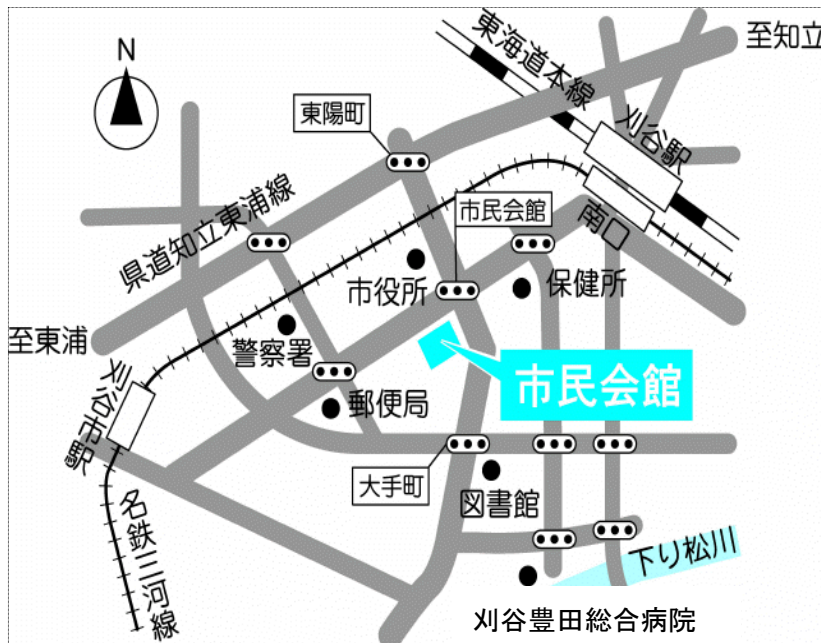 N
至知立
東海道本線
刈谷駅
東陽町
南口
市民会館
県道知立東浦線
市役所
保健所
至東浦
警察署
市民会館
刈谷市駅
郵便局
大手町
図書館
名鉄三河線
下り松川
刈谷豊田総合病院